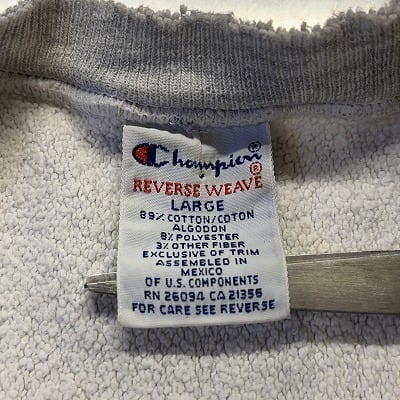 Champion®
REVERSE WEAVE®
LARGE
89% COTTON/COTON
ALGODON
8% POLYESTER
3% OTHER FIBER
EXCLUSIVE OF TRIM
ASSEMBLED IN
MEXICO
OF U.S. COMPONENTS
RN 26094 CA 21356
FOR CARE SEE REVERSE